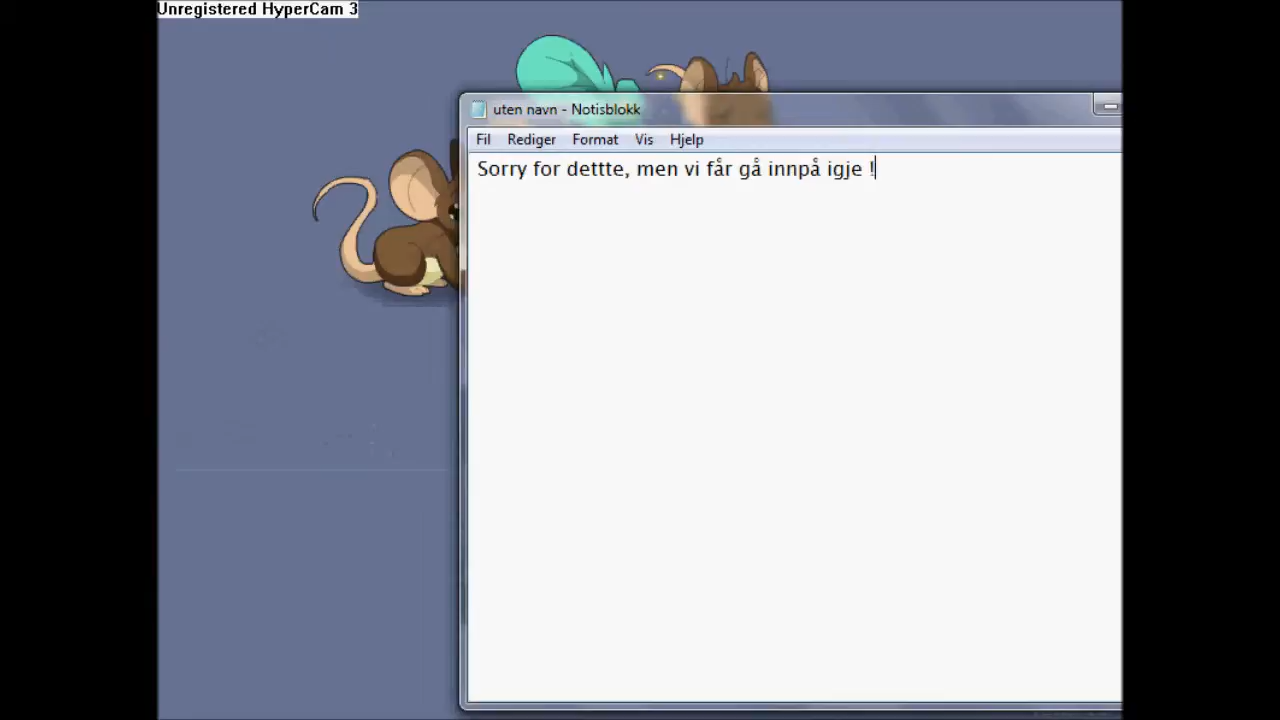 Unregistered HyperCam 3
uten navn - Notisblokk
Fil Rediger Format Vis Hjelp
Sorry for dettte, men vi får gå innpå igje !